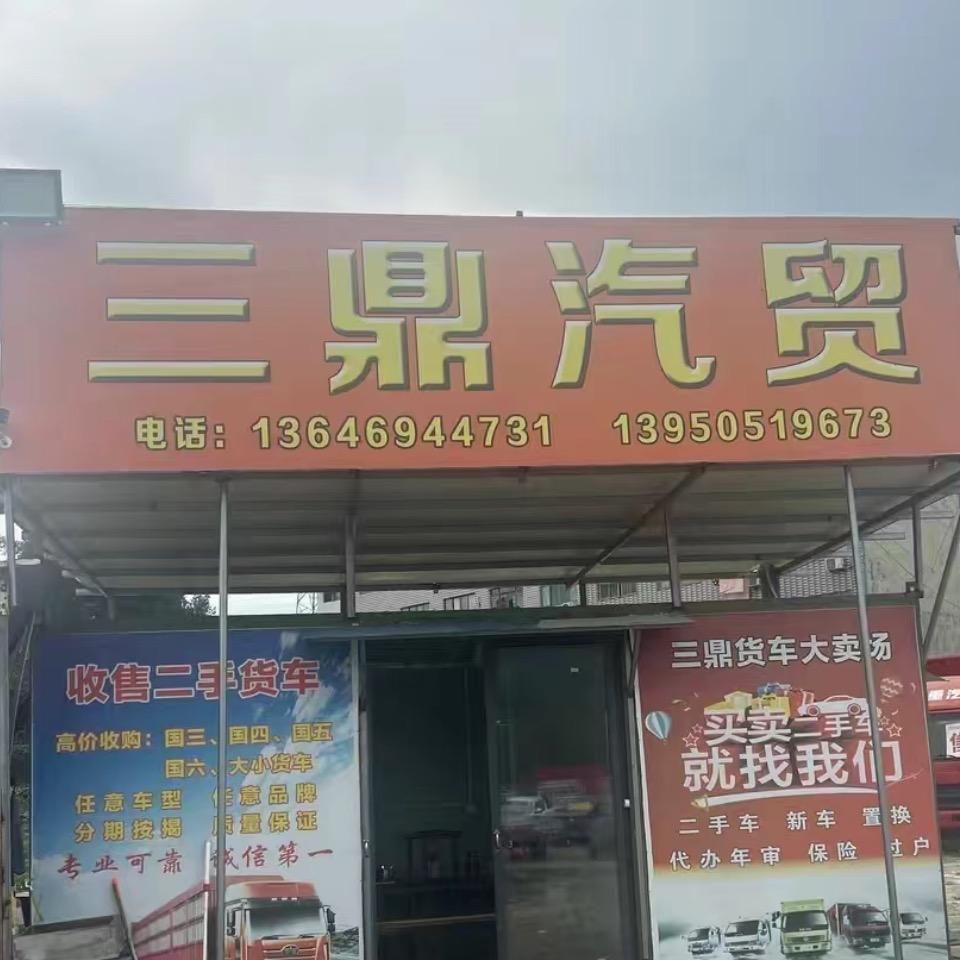 三鼎汽贸
电话：13646944731 13950519673
收售二手货车
高价收购：国三、国四、国五
国六、大小货车
任意车型 任意品牌
分期按揭 质量保证
专业可靠 诚信第一
三鼎货车大卖场
买卖二手车
就找我们
二手车 新车 置换
代办年审 保险 过户